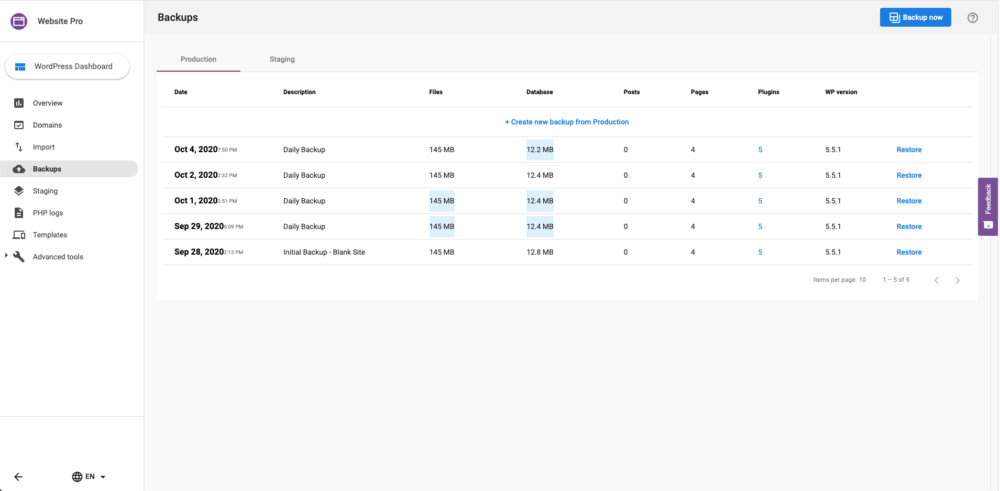 Website Pro
WordPress Dashboard
Overview
Domains
Import
Backups
Staging
PHP logs
Templates
Advanced tools
EN
Backups
Backup now
Production Staging
Date Description Files Database Posts Pages Plugins WP version
+ Create new backup from Production
Oct 4, 2020 7:50 PM Daily Backup 145 MB 12.2 MB 0 4 5 5.5.1 Restore
Oct 2, 2020 2:32 PM Daily Backup 145 MB 12.4 MB 0 4 5 5.5.1 Restore
Oct 1, 2020 2:51 PM Daily Backup 145 MB 12.4 MB 0 4 5 5.5.1 Restore
Sep 29, 2020 6:09 PM Daily Backup 145 MB 12.4 MB 0 4 5 5.5.1 Restore
Sep 28, 2020 2:13 PM Initial Backup - Blank Site 145 MB 12.8 MB 0 4 5 5.5.1 Restore
Items per page: 10 1 – 5 of 5
Feedback